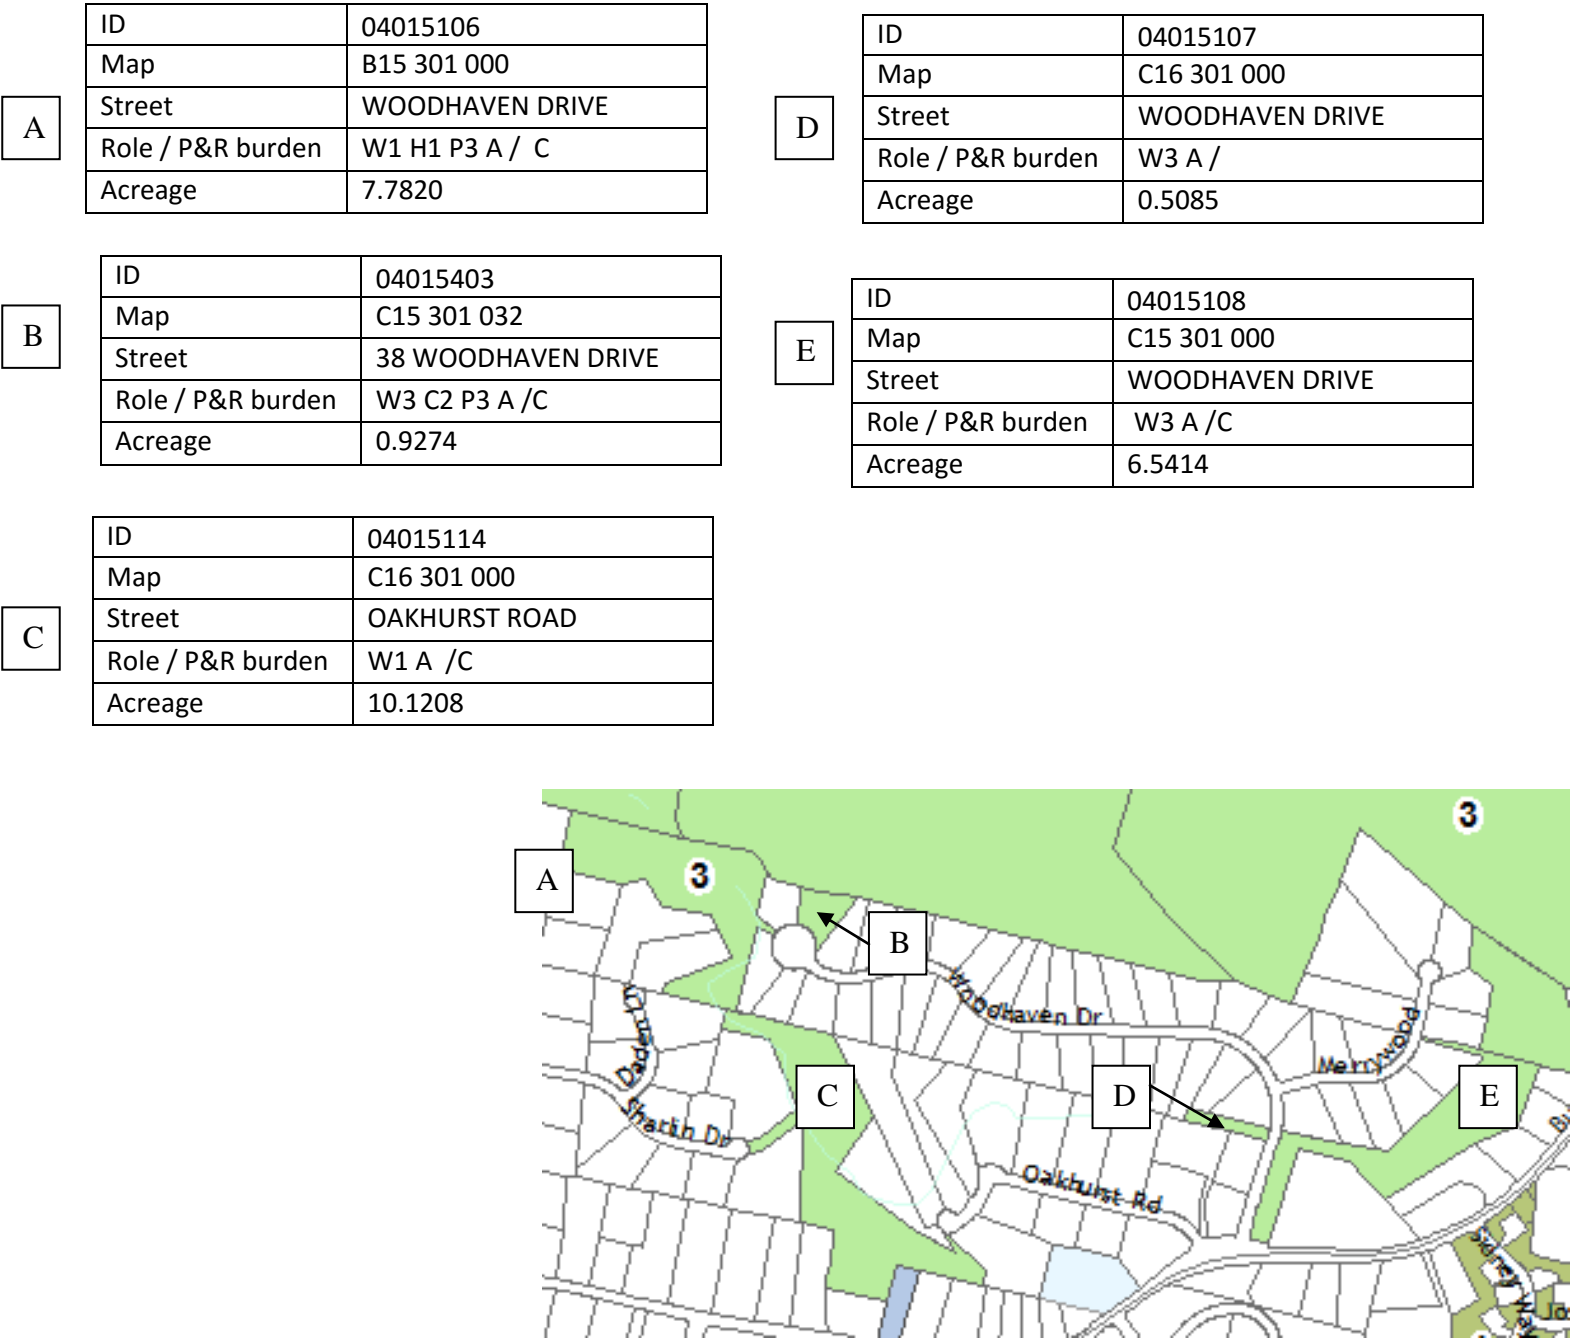 A
ID 04015106
Map B15 301 000
Street WOODHAVEN DRIVE
Role / P&R burden W1 H1 P3 A / C
Acreage 7.7820
B
ID 04015403
Map C15 301 032
Street 38 WOODHAVEN DRIVE
Role / P&R burden W3 C2 P3 A /C
Acreage 0.9274
C
ID 04015114
Map C16 301 000
Street OAKHURST ROAD
Role / P&R burden W1 A /C
Acreage 10.1208
D
ID 04015107
Map C16 301 000
Street WOODHAVEN DRIVE
Role / P&R burden W3 A /
Acreage 0.5085
E
ID 04015108
Map C15 301 000
Street WOODHAVEN DRIVE
Role / P&R burden W3 A /C
Acreage 6.5414
3
3
A
B
Woodhaven Dr
Merrywood
Daden Ln
C
D
E
Sharlin Dr
Oakhurst Rd
Sidney Way